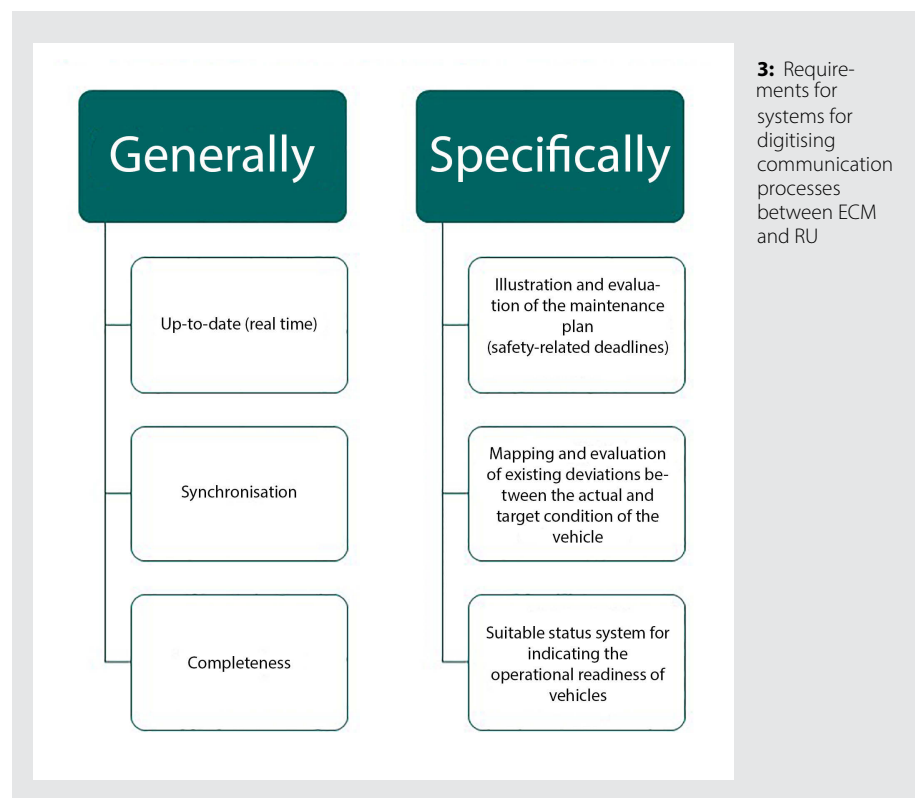 Generally
Up-to-date (real time)
Synchronisation
Completeness
Specifically
Illustration and evalua-
tion of the maintenance
plan
(safety-related deadlines)
Mapping and evaluation
of existing deviations be-
tween the actual and
target condition of the
vehicle
Suitable status system for
indicating the
operational readiness of
vehicles
3: Require-
ments for
systems for
digitising
communication
processes
between ECM
and RU